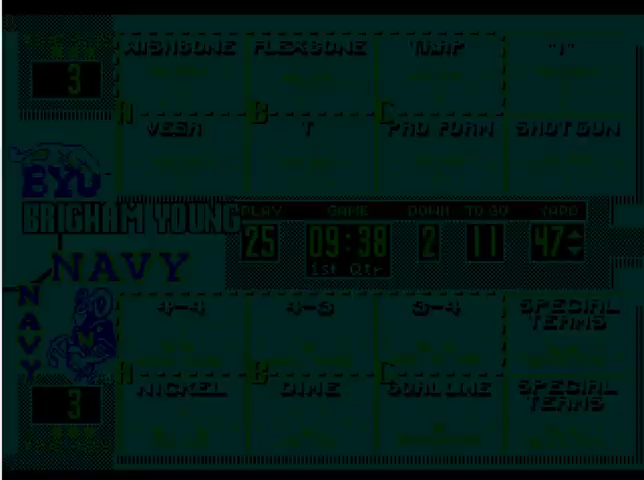 WISHBONE FLEXBONE TRAP "I"
3
A B C
VEER T PRO FORM SHOTGUN
BYU
BRIGHAM YOUNG
PLAY GAME DOWN TO GO YARD
25 09:38 2 11 47
1st Qtr
NAVY
NAVY
4-4 4-3 3-4 SPECIAL TEAMS
N
A B C
NICKEL DIME GOAL LINE SPECIAL TEAMS
3